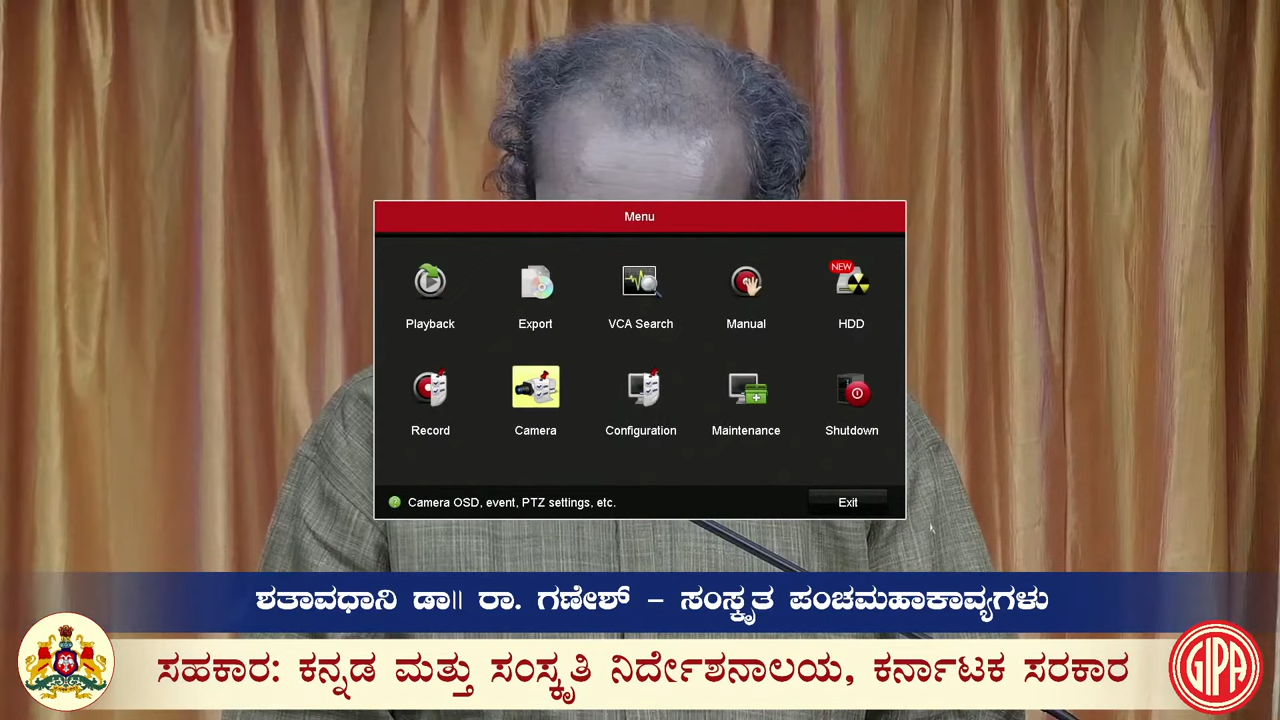 Menu
Playback Export VCA Search Manual NEW HDD
Record Camera Configuration Maintenance Shutdown
Camera OSD, event, PTZ settings, etc. Exit
ಶತಾವಧಾನಿ ಡಾ॥ ರಾ. ಗಣೇಶ್ – ಸಂಸ್ಕೃತ ಪಂಚಮಹಾಕಾವ್ಯಗಳು
ಸಹಕಾರ: ಕನ್ನಡ ಮತ್ತು ಸಂಸ್ಕೃತಿ ನಿರ್ದೇಶನಾಲಯ, ಕರ್ನಾಟಕ ಸರಕಾರ
GIPA